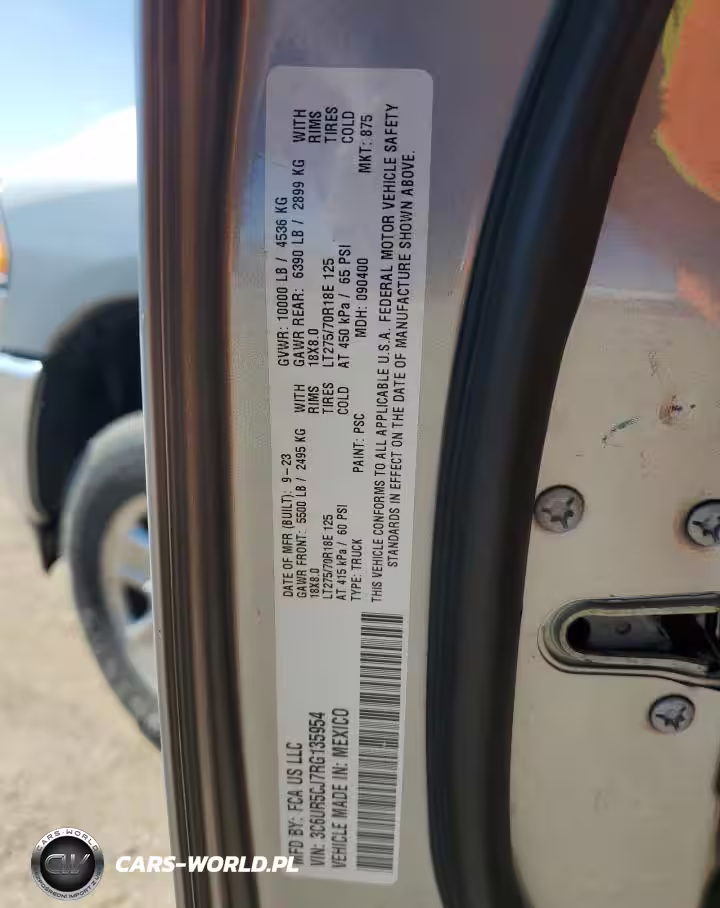 MFD BY: FCA US LLC
VIN: 3C6UR5CJ7RG135954
VEHICLE MADE IN: MEXICO
DATE OF MFR (BUILT): 9-23
GVWR: 10000 LB / 4536 KG
GAWR FRONT: 5500 LB / 2495 KG WITH
GAWR REAR: 6390 LB / 2899 KG WITH
18X8.0 RIMS
18X8.0 RIMS
LT275/70R18E 125 TIRES
LT275/70R18E 125 TIRES
AT 415 kPa / 60 PSI COLD
AT 450 kPa / 65 PSI COLD
TYPE: TRUCK PAINT: PSC MDH: 090400 MKT: 875
THIS VEHICLE CONFORMS TO ALL APPLICABLE U.S.A. FEDERAL MOTOR VEHICLE SAFETY
STANDARDS IN EFFECT ON THE DATE OF MANUFACTURE SHOWN ABOVE.
CARS-WORLD
CW
CARS-WORLD.PL